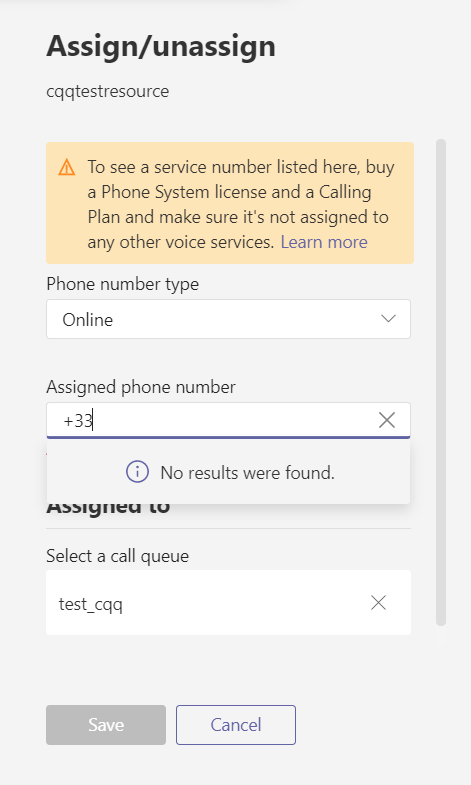 Assign/unassign
cqqtestresource
To see a service number listed here, buy
a Phone System license and a Calling
Plan and make sure it's not assigned to
any other voice services. Learn more
Phone number type
Online
Assigned phone number
+33
No results were found.
Assigned to
Select a call queue
test_cqq
Save
Cancel